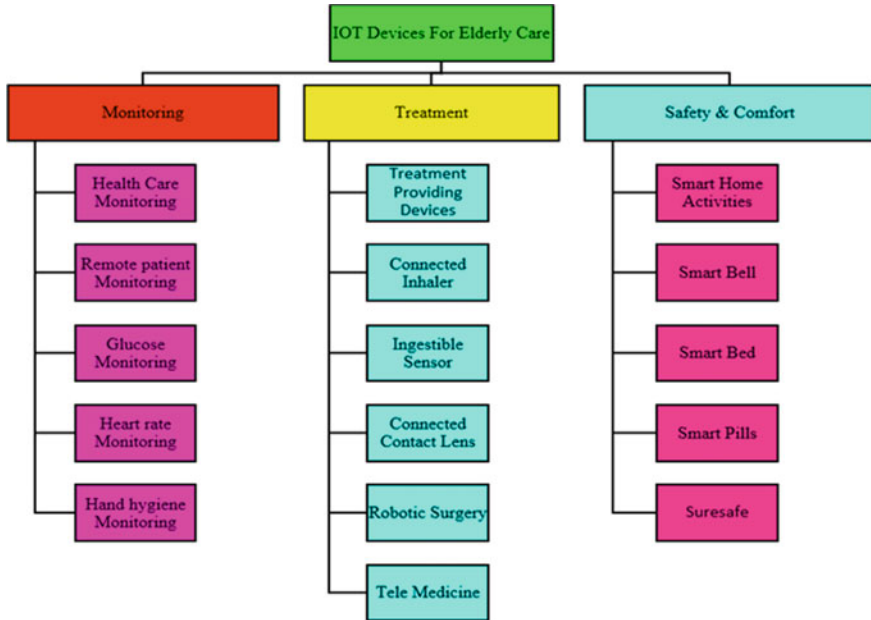 IOT Devices For Elderly Care
Monitoring
Health Care
Monitoring
Remote patient
Monitoring
Glucose
Monitoring
Heart rate
Monitoring
Hand hygiene
Monitoring
Treatment
Treatment
Providing
Devices
Connected
Inhaler
Ingestible
Sensor
Connected
Contact Lens
Robotic Surgery
Tele Medicine
Safety & Comfort
Smart Home
Activities
Smart Bell
Smart Bed
Smart Pills
Suresafe